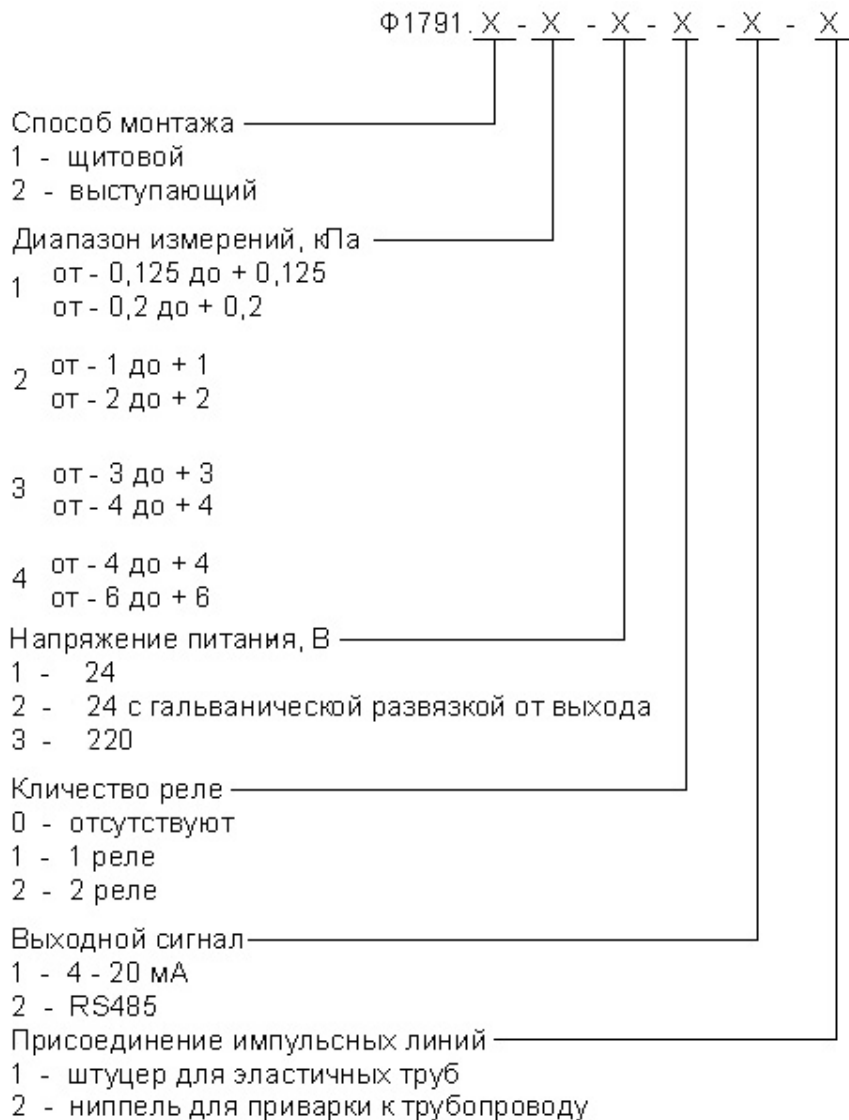 Ф1791.X - X - X - X - X - X
Способ монтажа
1 - щитовой
2 - выступающий
Диапазон измерений, кПа
1 от - 0,125 до + 0,125
от - 0,2 до + 0,2
2 от - 1 до + 1
от - 2 до + 2
3 от - 3 до + 3
от - 4 до + 4
4 от - 4 до + 4
от - 6 до + 6
Напряжение питания, В
1 - 24
2 - 24 с гальванической развязкой от выхода
3 - 220
Кличество реле
0 - отсутствуют
1 - 1 реле
2 - 2 реле
Выходной сигнал
1 - 4 - 20 мА
2 - RS485
Присоединение импульсных линий
1 - штуцер для эластичных труб
2 - ниппель для приварки к трубопроводу